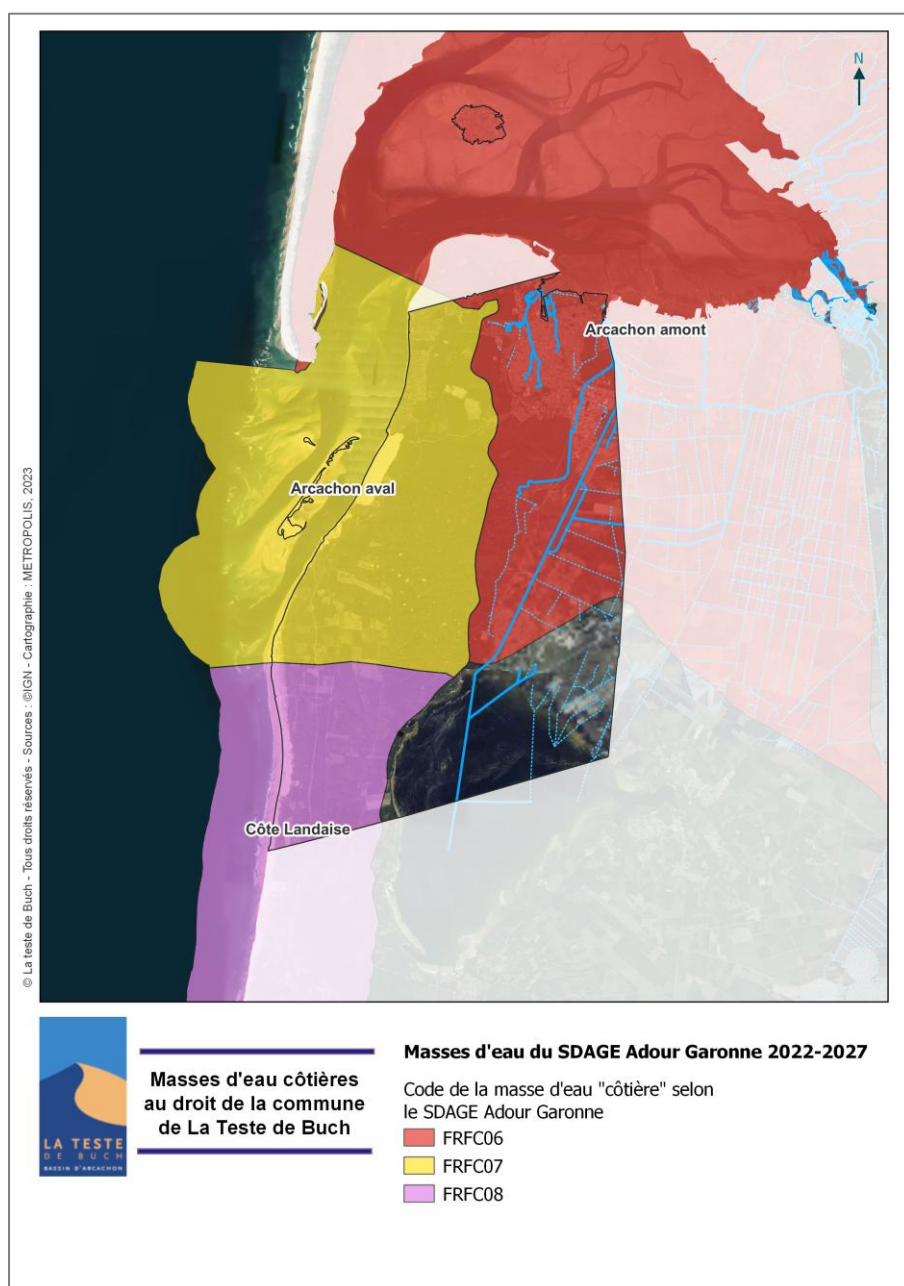 N
Arcachon amont
Arcachon aval
Côte Landaise
© La teste de Buch - Tous droits réservés - Sources : ©IGN - Cartographie : METROPOLIS, 2023
LA TESTE
DE BUCH
BASSIN D'ARCACHON
Masses d'eau côtières
au droit de la commune
de La Teste de Buch
Masses d'eau du SDAGE Adour Garonne 2022-2027
Code de la masse d'eau "côtière" selon
le SDAGE Adour Garonne
FRFC06
FRFC07
FRFC08